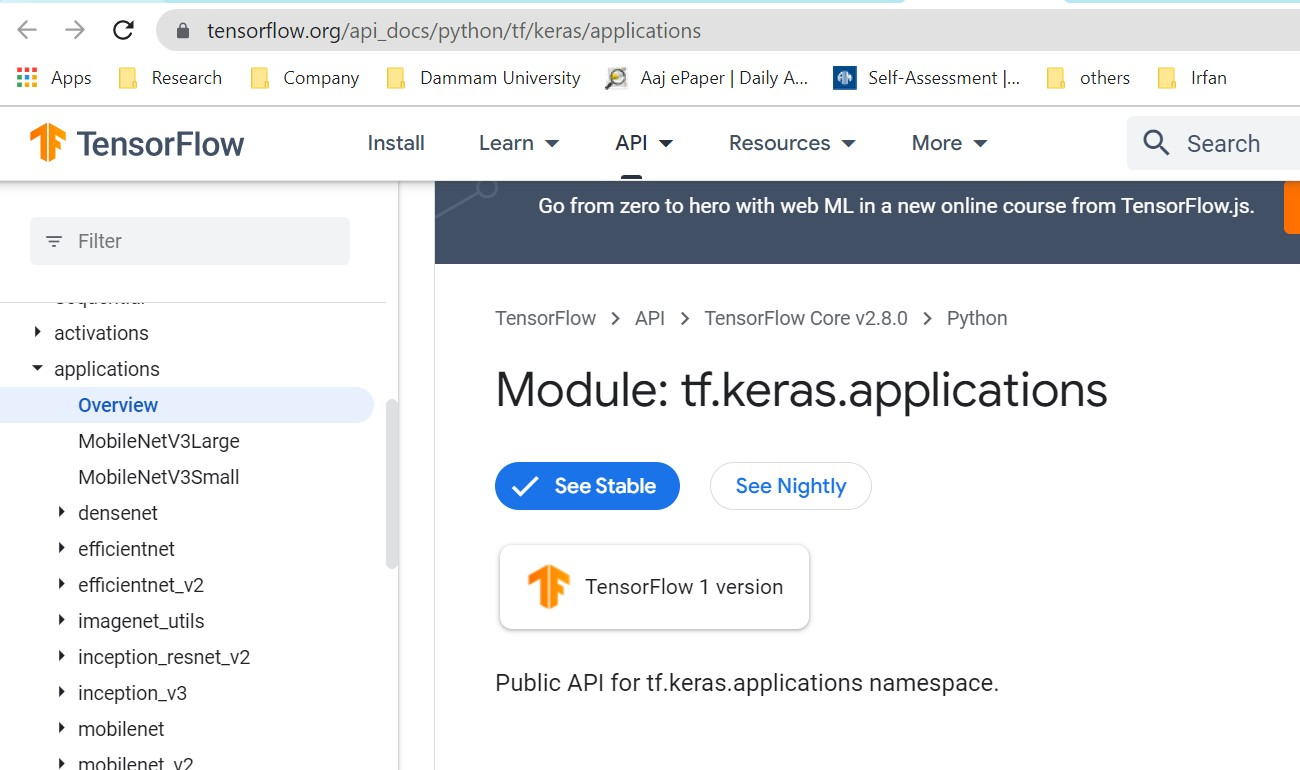 tensorflow.org/api_docs/python/tf/keras/applications
Apps Research Company Dammam University Aaj ePaper | Daily A... Self-Assessment |... others Irfan
TensorFlow Install Learn API Resources More Search
Go from zero to hero with web ML in a new online course from TensorFlow.js.
Filter
activations
applications
Overview
MobileNetV3Large
MobileNetV3Small
densenet
efficientnet
efficientnet_v2
imagenet_utils
inception_resnet_v2
inception_v3
mobilenet
mobilenet_v2
TensorFlow > API > TensorFlow Core v2.8.0 > Python
Module: tf.keras.applications
See Stable See Nightly
TensorFlow 1 version
Public API for tf.keras.applications namespace.